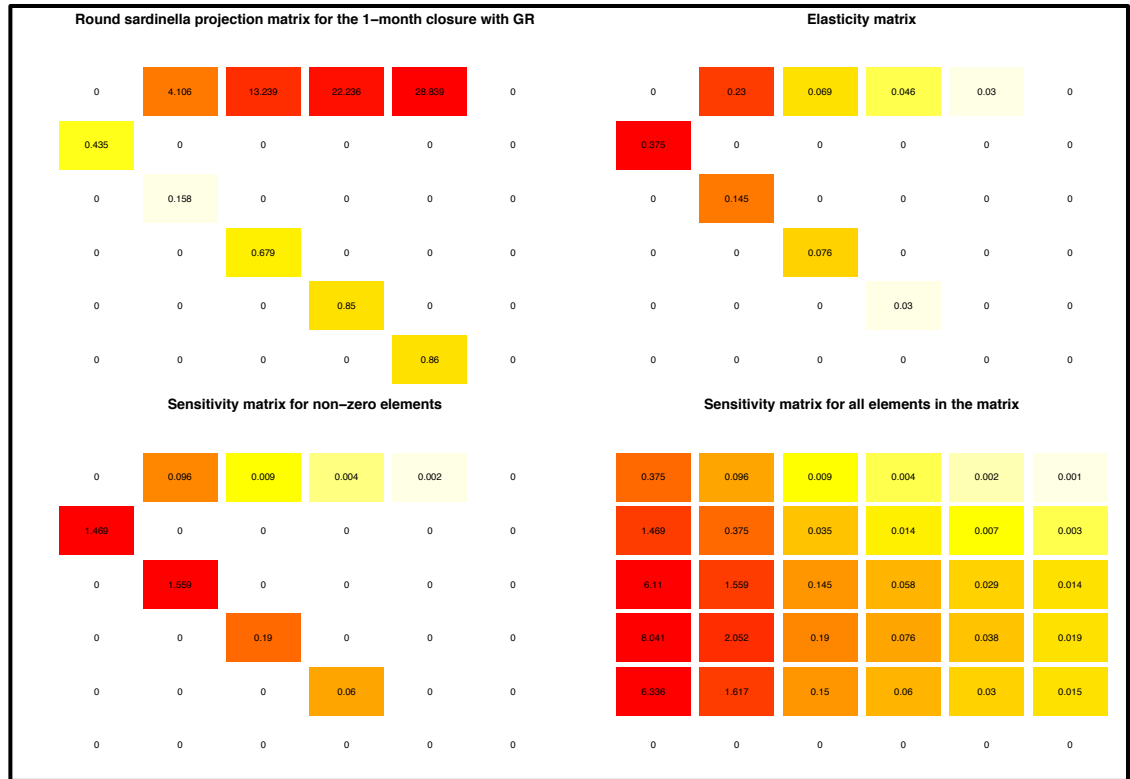 Round sardinella projection matrix for the 1−month closure with GR
0 4.106 13.239 22.236 28.839 0
0.435 0 0 0 0 0
0 0.158 0 0 0 0
0 0 0.679 0 0 0
0 0 0 0.85 0 0
0 0 0 0 0.86 0
Elasticity matrix
0 0.23 0.069 0.046 0.03 0
0.375 0 0 0 0 0
0 0.145 0 0 0 0
0 0 0.076 0 0 0
0 0 0 0.03 0 0
0 0 0 0 0 0
Sensitivity matrix for non−zero elements
0 0.096 0.009 0.004 0.002 0
1.469 0 0 0 0 0
0 1.559 0 0 0 0
0 0 0.19 0 0 0
0 0 0 0.06 0 0
0 0 0 0 0 0
Sensitivity matrix for all elements in the matrix
0.375 0.096 0.009 0.004 0.002 0.001
1.469 0.375 0.035 0.014 0.007 0.003
6.11 1.559 0.145 0.058 0.029 0.014
8.041 2.052 0.19 0.076 0.038 0.019
6.336 1.617 0.15 0.06 0.03 0.015
0 0 0 0 0 0